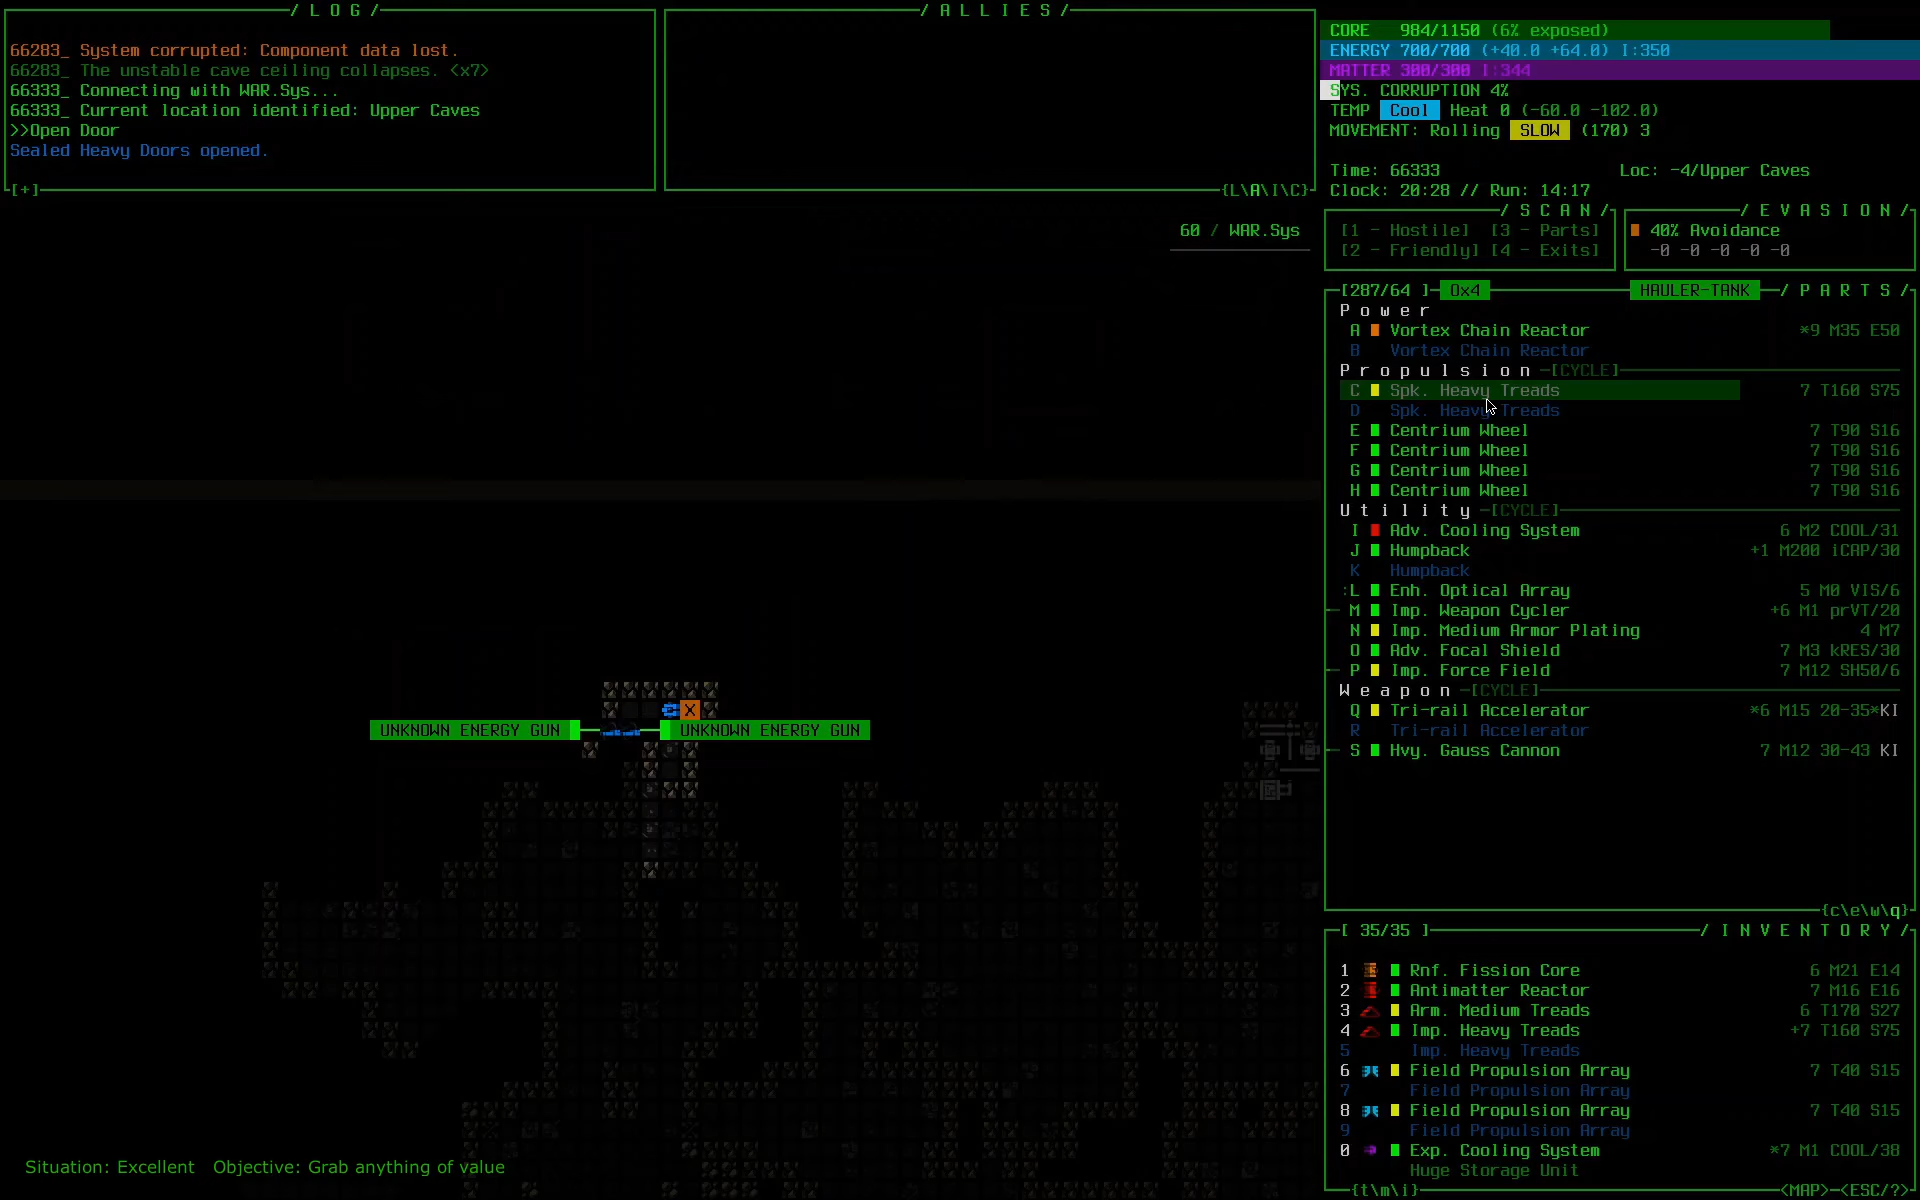 / L O G /
66283_ System corrupted: Component data lost.
66283_ The unstable cave ceiling collapses. <x7>
66333_ Connecting with WAR.Sys...
66333_ Current location identified: Upper Caves
>>Open Door
Sealed Heavy Doors opened.
[+]
/ A L L I E S /
{L\A\I\C}
60 / WAR.Sys
CORE 984/1150 (6% exposed)
ENERGY 700/700 (+40.0 +64.0) I:350
MATTER 300/300 I:344
SYS. CORRUPTION 4%
TEMP Cool Heat 0 (-60.0 -102.0)
MOVEMENT: Rolling SLOW (170) 3
Time: 66333 Loc: -4/Upper Caves
Clock: 20:28 // Run: 14:17
/ S C A N /
[1 - Hostile] [3 - Parts]
[2 - Friendly] [4 - Exits]
/ E V A S I O N /
40% Avoidance
-0 -0 -0 -0 -0
[287/64 ] 0x4 HAULER-TANK / P A R T S /
P o w e r
A Vortex Chain Reactor *9 M35 E50
B Vortex Chain Reactor
P r o p u l s i o n [CYCLE]
C Spk. Heavy Treads 7 T160 S75
D Spk. Heavy Treads
E Centrium Wheel 7 T90 S16
F Centrium Wheel 7 T90 S16
G Centrium Wheel 7 T90 S16
H Centrium Wheel 7 T90 S16
U t i l i t y [CYCLE]
I Adv. Cooling System 6 M2 COOL/31
J Humpback +1 M200 iCAP/30
K Humpback
:L Enh. Optical Array 5 M0 VIS/6
M Imp. Weapon Cycler +6 M1 prVT/20
N Imp. Medium Armor Plating 4 M7
O Adv. Focal Shield 7 M3 kRES/30
P Imp. Force Field 7 M12 SH50/6
W e a p o n [CYCLE]
Q Tri-rail Accelerator *6 M15 20-35*KI
R Tri-rail Accelerator
S Hvy. Gauss Cannon 7 M12 30-43 KI
{c\e\w\q}
X
UNKNOWN ENERGY GUN UNKNOWN ENERGY GUN
[ 35/35 ] / I N V E N T O R Y /
1 Rnf. Fission Core 6 M21 E14
2 Antimatter Reactor 7 M16 E16
3 Arm. Medium Treads 6 T170 S27
4 Imp. Heavy Treads +7 T160 S75
5 Imp. Heavy Treads
6 Field Propulsion Array 7 T40 S15
7 Field Propulsion Array
8 Field Propulsion Array 7 T40 S15
9 Field Propulsion Array
0 Exp. Cooling System *7 M1 COOL/38
Huge Storage Unit
{t\m\i} <MAP>-<ESC/?>
Situation: Excellent Objective: Grab anything of value